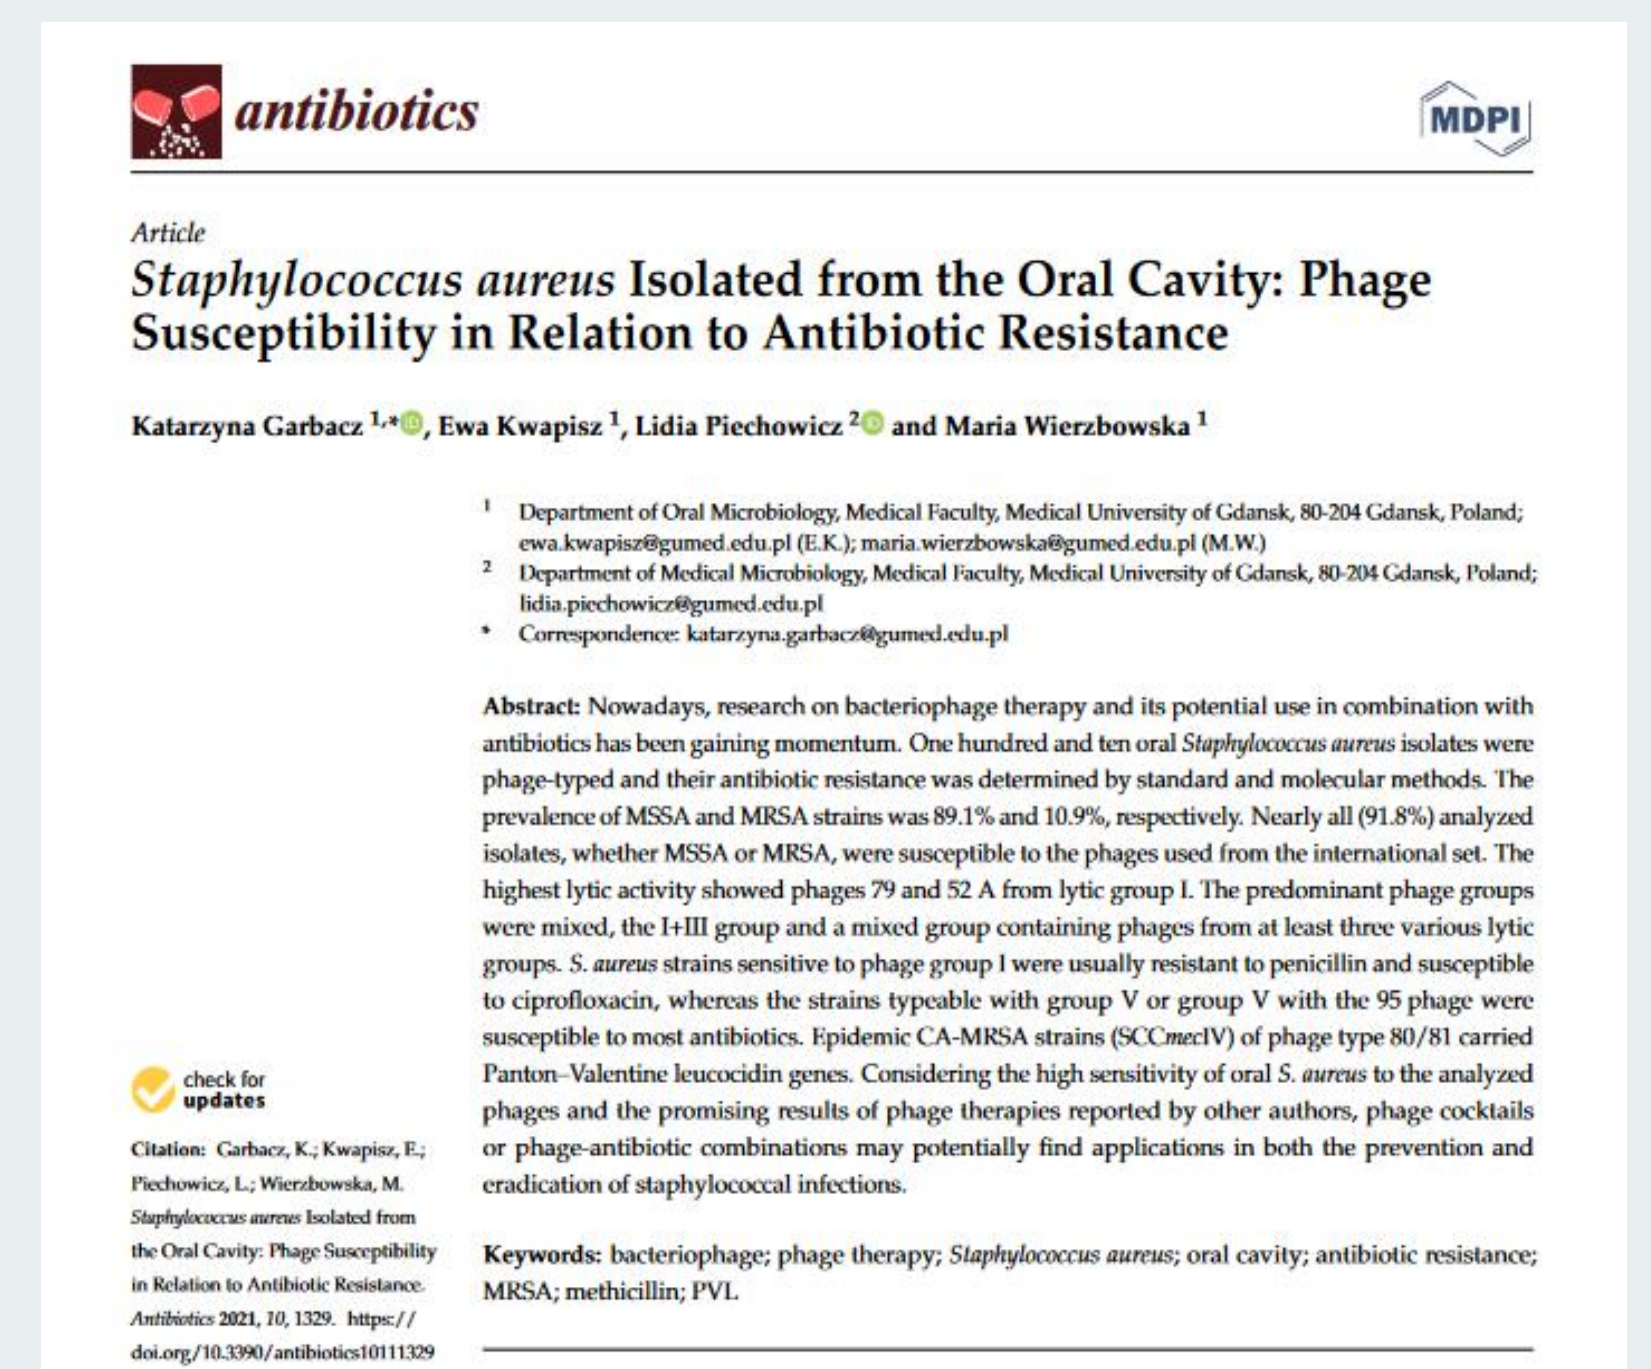 antibiotics
MDPI
Article
Staphylococcus aureus Isolated from the Oral Cavity: Phage
Susceptibility in Relation to Antibiotic Resistance
Katarzyna Garbacz 1,* iD, Ewa Kwapisz 1, Lidia Piechowicz 2 iD and Maria Wierzbowska 1
1 Department of Oral Microbiology, Medical Faculty, Medical University of Gdansk, 80-204 Gdansk, Poland;
ewa.kwapisz@gumed.edu.pl (E.K.); maria.wierzbowska@gumed.edu.pl (M.W.)
2 Department of Medical Microbiology, Medical Faculty, Medical University of Gdansk, 80-204 Gdansk, Poland;
lidia.piechowicz@gumed.edu.pl
* Correspondence: katarzyna.garbacz@gumed.edu.pl
Abstract: Nowadays, research on bacteriophage therapy and its potential use in combination with
antibiotics has been gaining momentum. One hundred and ten oral Staphylococcus aureus isolates were
phage-typed and their antibiotic resistance was determined by standard and molecular methods. The
prevalence of MSSA and MRSA strains was 89.1% and 10.9%, respectively. Nearly all (91.8%) analyzed
isolates, whether MSSA or MRSA, were susceptible to the phages used from the international set. The
highest lytic activity showed phages 79 and 52 A from lytic group I. The predominant phage groups
were mixed, the I+III group and a mixed group containing phages from at least three various lytic
groups. S. aureus strains sensitive to phage group I were usually resistant to penicillin and susceptible
to ciprofloxacin, whereas the strains typeable with group V or group V with the 95 phage were
susceptible to most antibiotics. Epidemic CA-MRSA strains (SCCmecIV) of phage type 80/81 carried
Panton–Valentine leucocidin genes. Considering the high sensitivity of oral S. aureus to the analyzed
phages and the promising results of phage therapies reported by other authors, phage cocktails
or phage-antibiotic combinations may potentially find applications in both the prevention and
eradication of staphylococcal infections.
Keywords: bacteriophage; phage therapy; Staphylococcus aureus; oral cavity; antibiotic resistance;
MRSA; methicillin; PVL
check for
updates
Citation: Garbacz, K.; Kwapisz, E.;
Piechowicz, L.; Wierzbowska, M.
Staphylococcus aureus Isolated from
the Oral Cavity: Phage Susceptibility
in Relation to Antibiotic Resistance.
Antibiotics 2021, 10, 1329. https://
doi.org/10.3390/antibiotics10111329